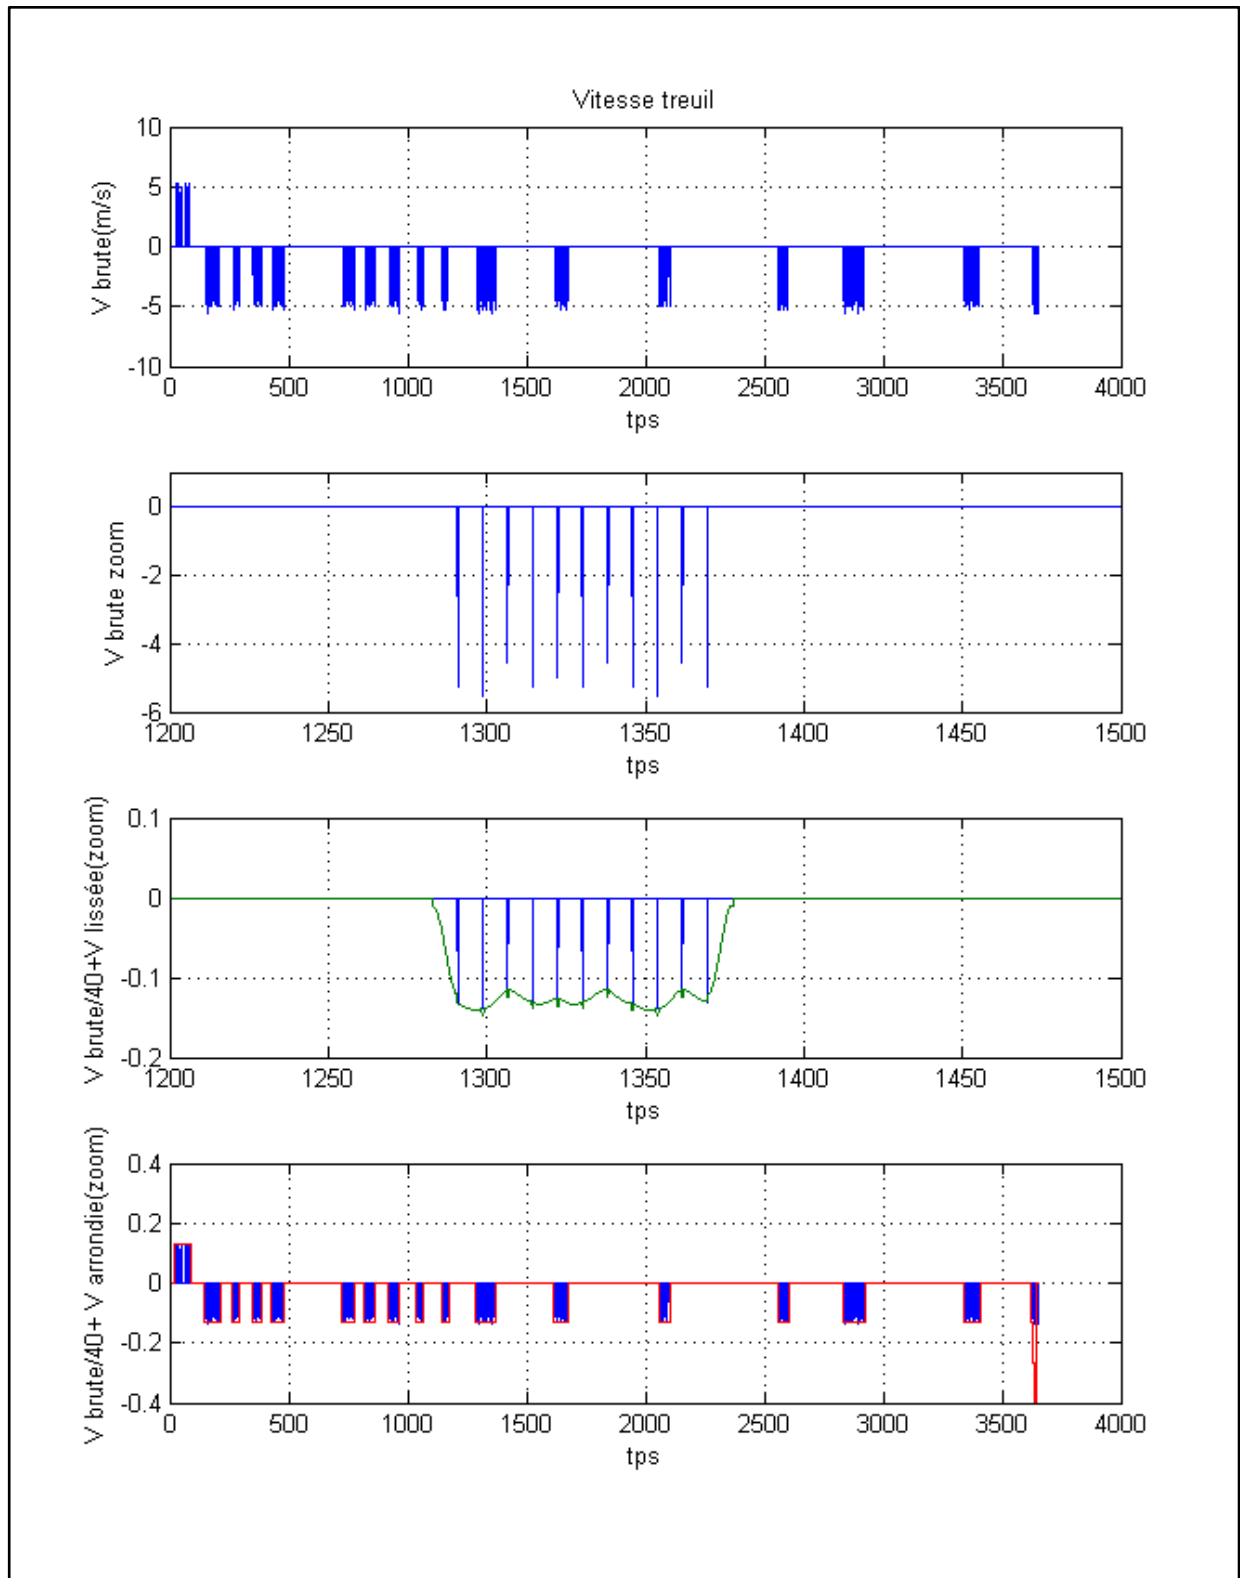 Vitesse treuil
V brute(m/s)
10
5
0
-5
-10
0 500 1000 1500 2000 2500 3000 3500 4000
tps
V brute zoom
0
-2
-4
-6
1200 1250 1300 1350 1400 1450 1500
tps
V brute/40+V lissée(zoom)
0.1
0
-0.1
-0.2
1200 1250 1300 1350 1400 1450 1500
tps
V brute/40+ V arrondie(zoom)
0.4
0.2
0
-0.2
-0.4
0 500 1000 1500 2000 2500 3000 3500 4000
tps